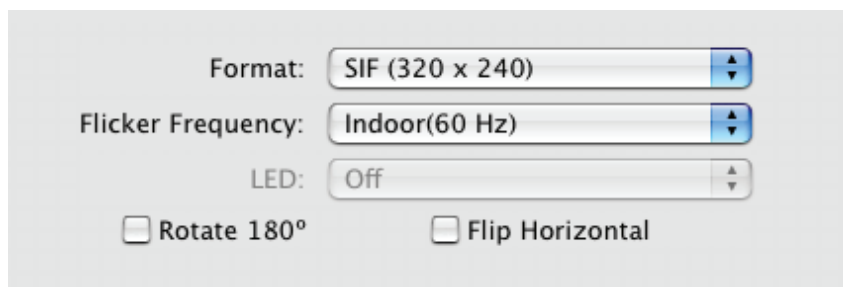 Format: SIF (320 x 240)
Flicker Frequency: Indoor(60 Hz)
LED: Off
Rotate 180º Flip Horizontal